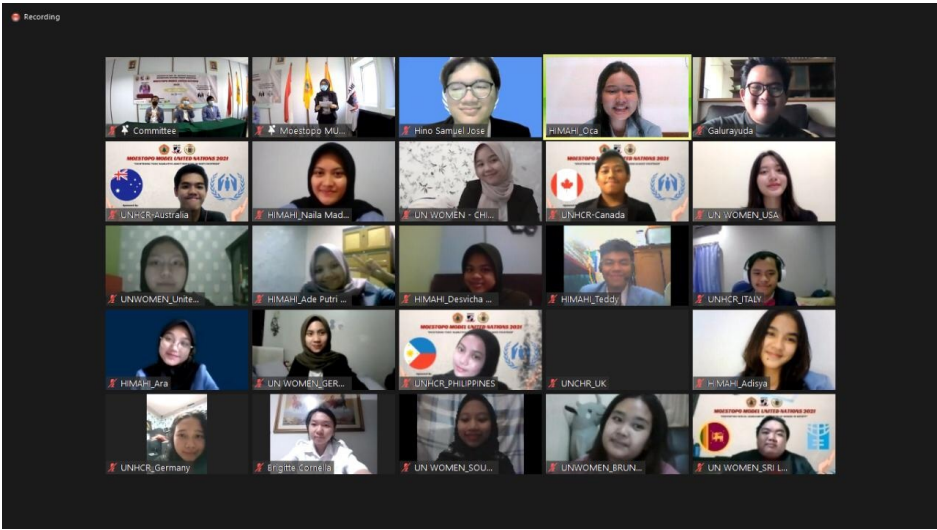 Recording
Committee
Moestopo MU...
Hino Samuel Jose
HIMAHI_Oca
Galurayuda
MOESTOPO MODEL UNITED NATIONS 2021
UNHCR-Australia
HIMAHI_Naila Mad...
UN WOMEN - CHI...
MOESTOPO MODEL UNITED NATIONS 2021
UNHCR-Canada
UN WOMEN_USA
UNWOMEN_Unite...
HIMAHI_Ade Putri ...
HIMAHI_Desvicha ...
HIMAHI_Teddy
UNHCR_ITALY
HIMAHI_Ara
UN WOMEN_GER...
MOESTOPO MODEL UNITED NATIONS 2021
UNHCR_PHILIPPINES
UNCHR_UK
HIMAHI_Adisya
UNHCR_Germany
Brigitte Cornelia
UN WOMEN_SOU...
UNWOMEN_BRUN...
MOESTOPO MODEL UNITED NATIONS 2021
UN WOMEN_SRI L...